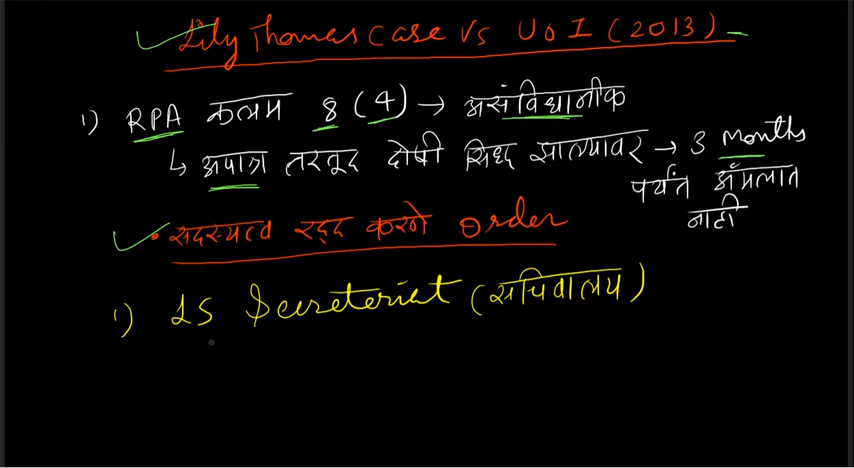 Lily Thomas Case Vs UOI (2013)
1) RPA कलम 8 (4) → असंविधानीक
↳ अपात्र तरतूद दोषी सिध्द झाल्यावर → 3 Months
पर्यंत अंमलात
नाही
• सदस्यत्व रद्द करणे Order
1) LS Secreteriat (सचिवालय)